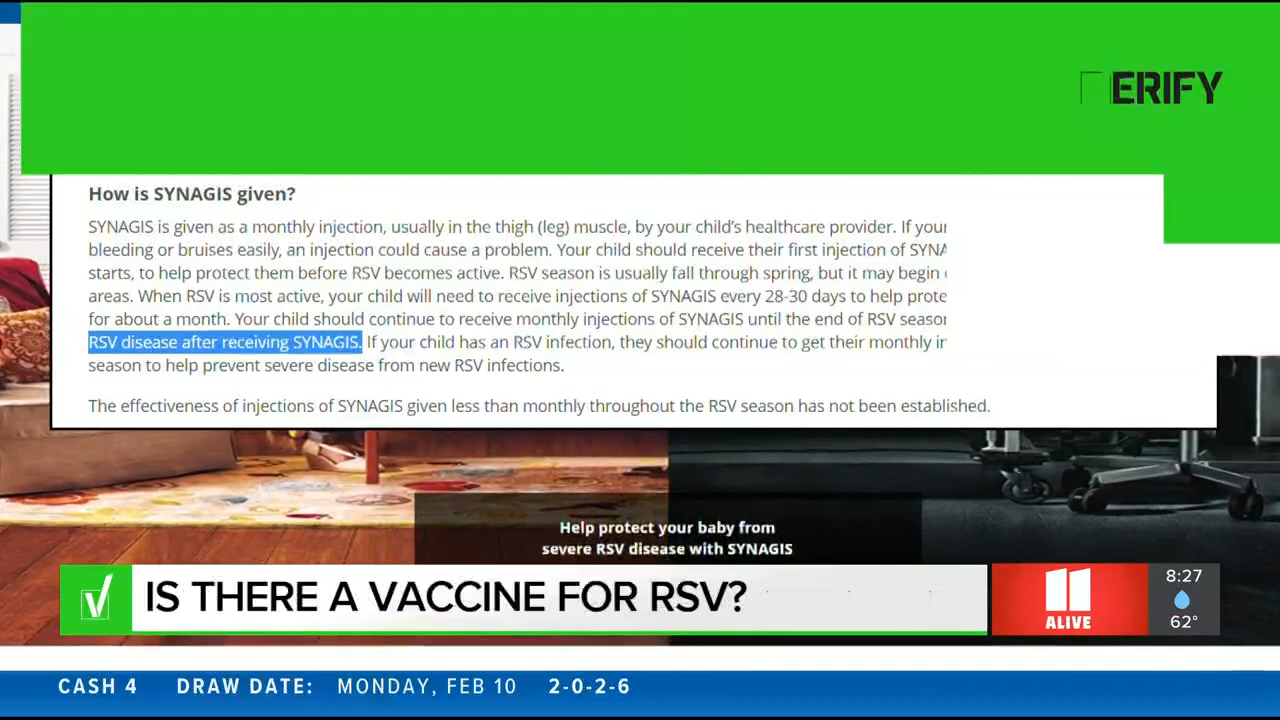 ERIFY
How is SYNAGIS given?
SYNAGIS is given as a monthly injection, usually in the thigh (leg) muscle, by your child's healthcare provider. If your
bleeding or bruises easily, an injection could cause a problem. Your child should receive their first injection of SYNA
starts, to help protect them before RSV becomes active. RSV season is usually fall through spring, but it may begin
areas. When RSV is most active, your child will need to receive injections of SYNAGIS every 28-30 days to help prote
for about a month. Your child should continue to receive monthly injections of SYNAGIS until the end of RSV season
RSV disease after receiving SYNAGIS. If your child has an RSV infection, they should continue to get their monthly in
season to help prevent severe disease from new RSV infections.
The effectiveness of injections of SYNAGIS given less than monthly throughout the RSV season has not been established.
Help protect your baby from
severe RSV disease with SYNAGIS
IS THERE A VACCINE FOR RSV?
11
ALIVE
8:27
62°
CASH 4 DRAW DATE: MONDAY, FEB 10 2-0-2-6